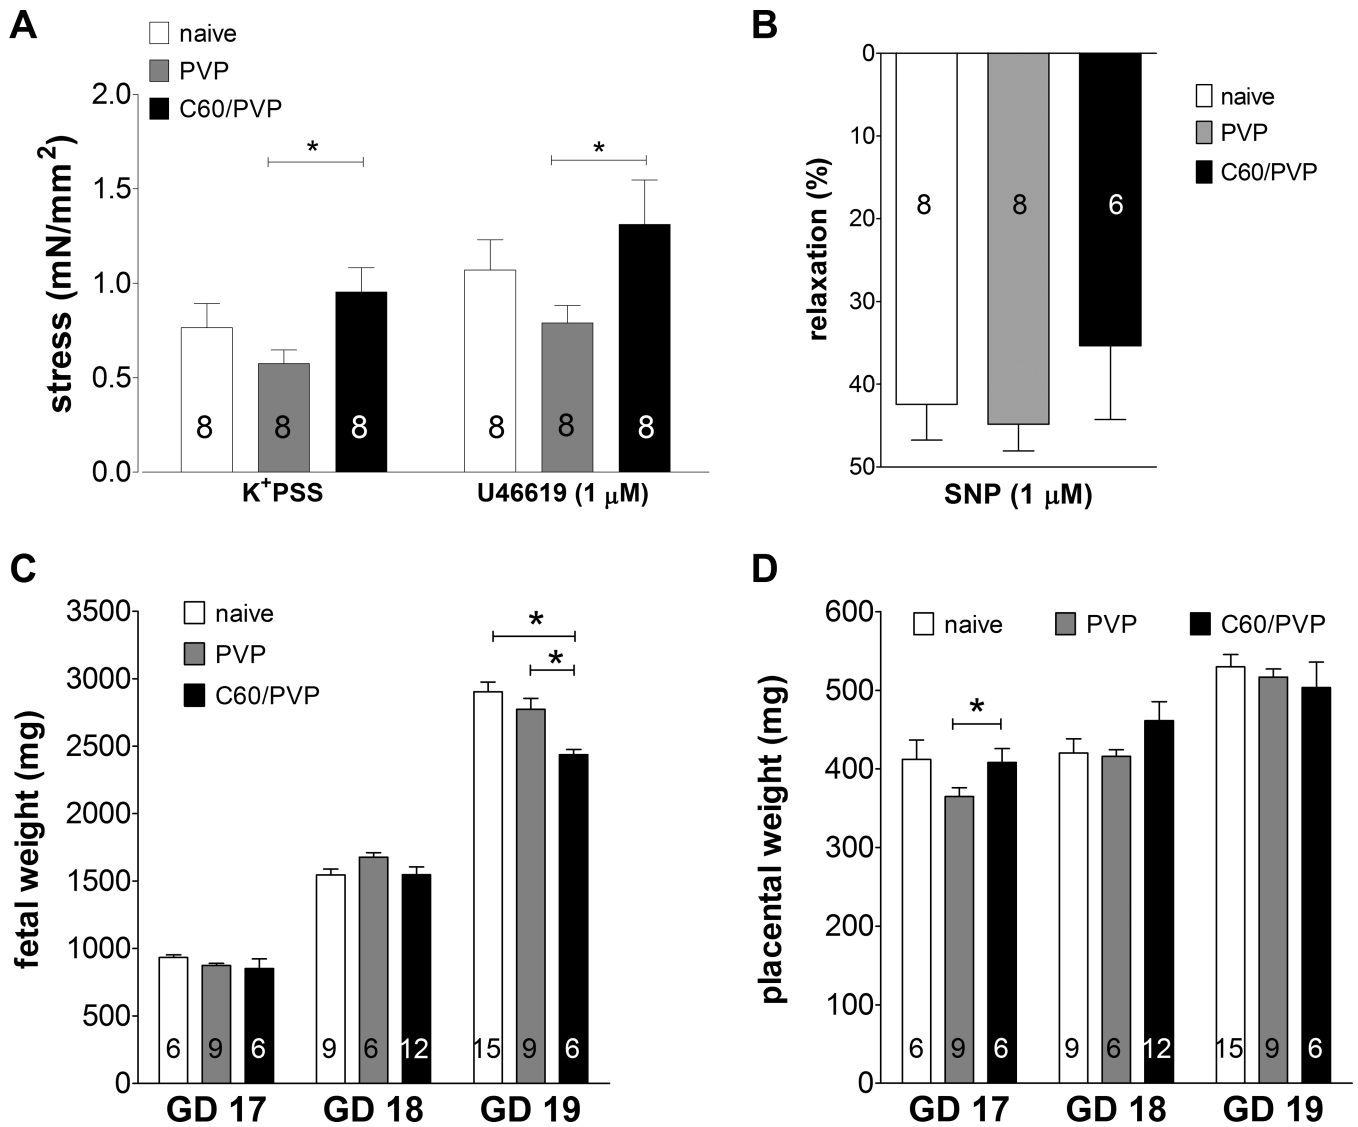 A
naive
PVP
C60/PVP
stress (mN/mm²)
2.0
1.5
1.0
0.5
0.0
*
*
8 8 8 8 8 8
K⁺PSS U46619 (1 μM)
B
relaxation (%)
0
10
20
30
40
50
8 8 6
SNP (1 μM)
naive
PVP
C60/PVP
C
naive
PVP
C60/PVP
fetal weight (mg)
3500
3000
2500
2000
1500
1000
500
0
*
*
6 9 6 9 6 12 15 9 6
GD 17 GD 18 GD 19
D
naive PVP C60/PVP
placental weight (mg)
600
500
400
300
200
100
0
*
6 9 6 9 6 12 15 9 6
GD 17 GD 18 GD 19